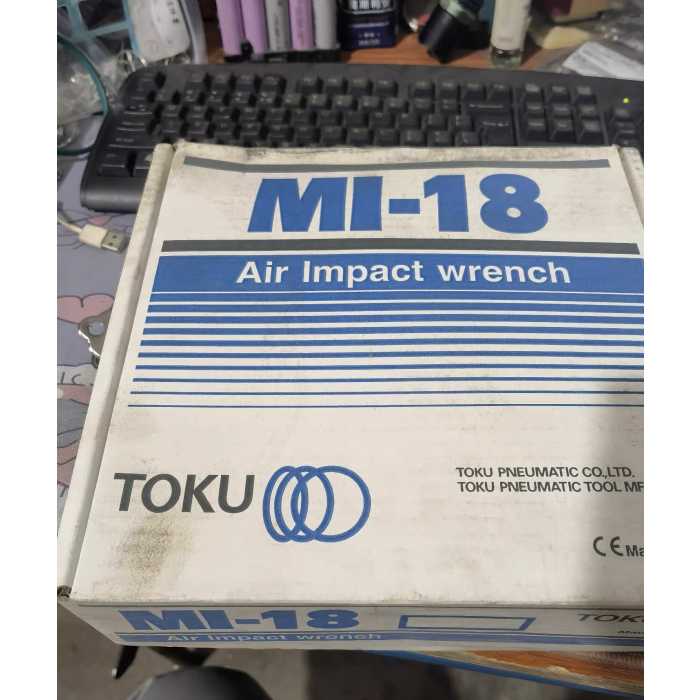 MI-18
Air Impact wrench
TOKU
TOKU PNEUMATIC CO.,LTD.
TOKU PNEUMATIC TOOL MF
CE Ma
MI-18
TOKU
Air Impact wrench